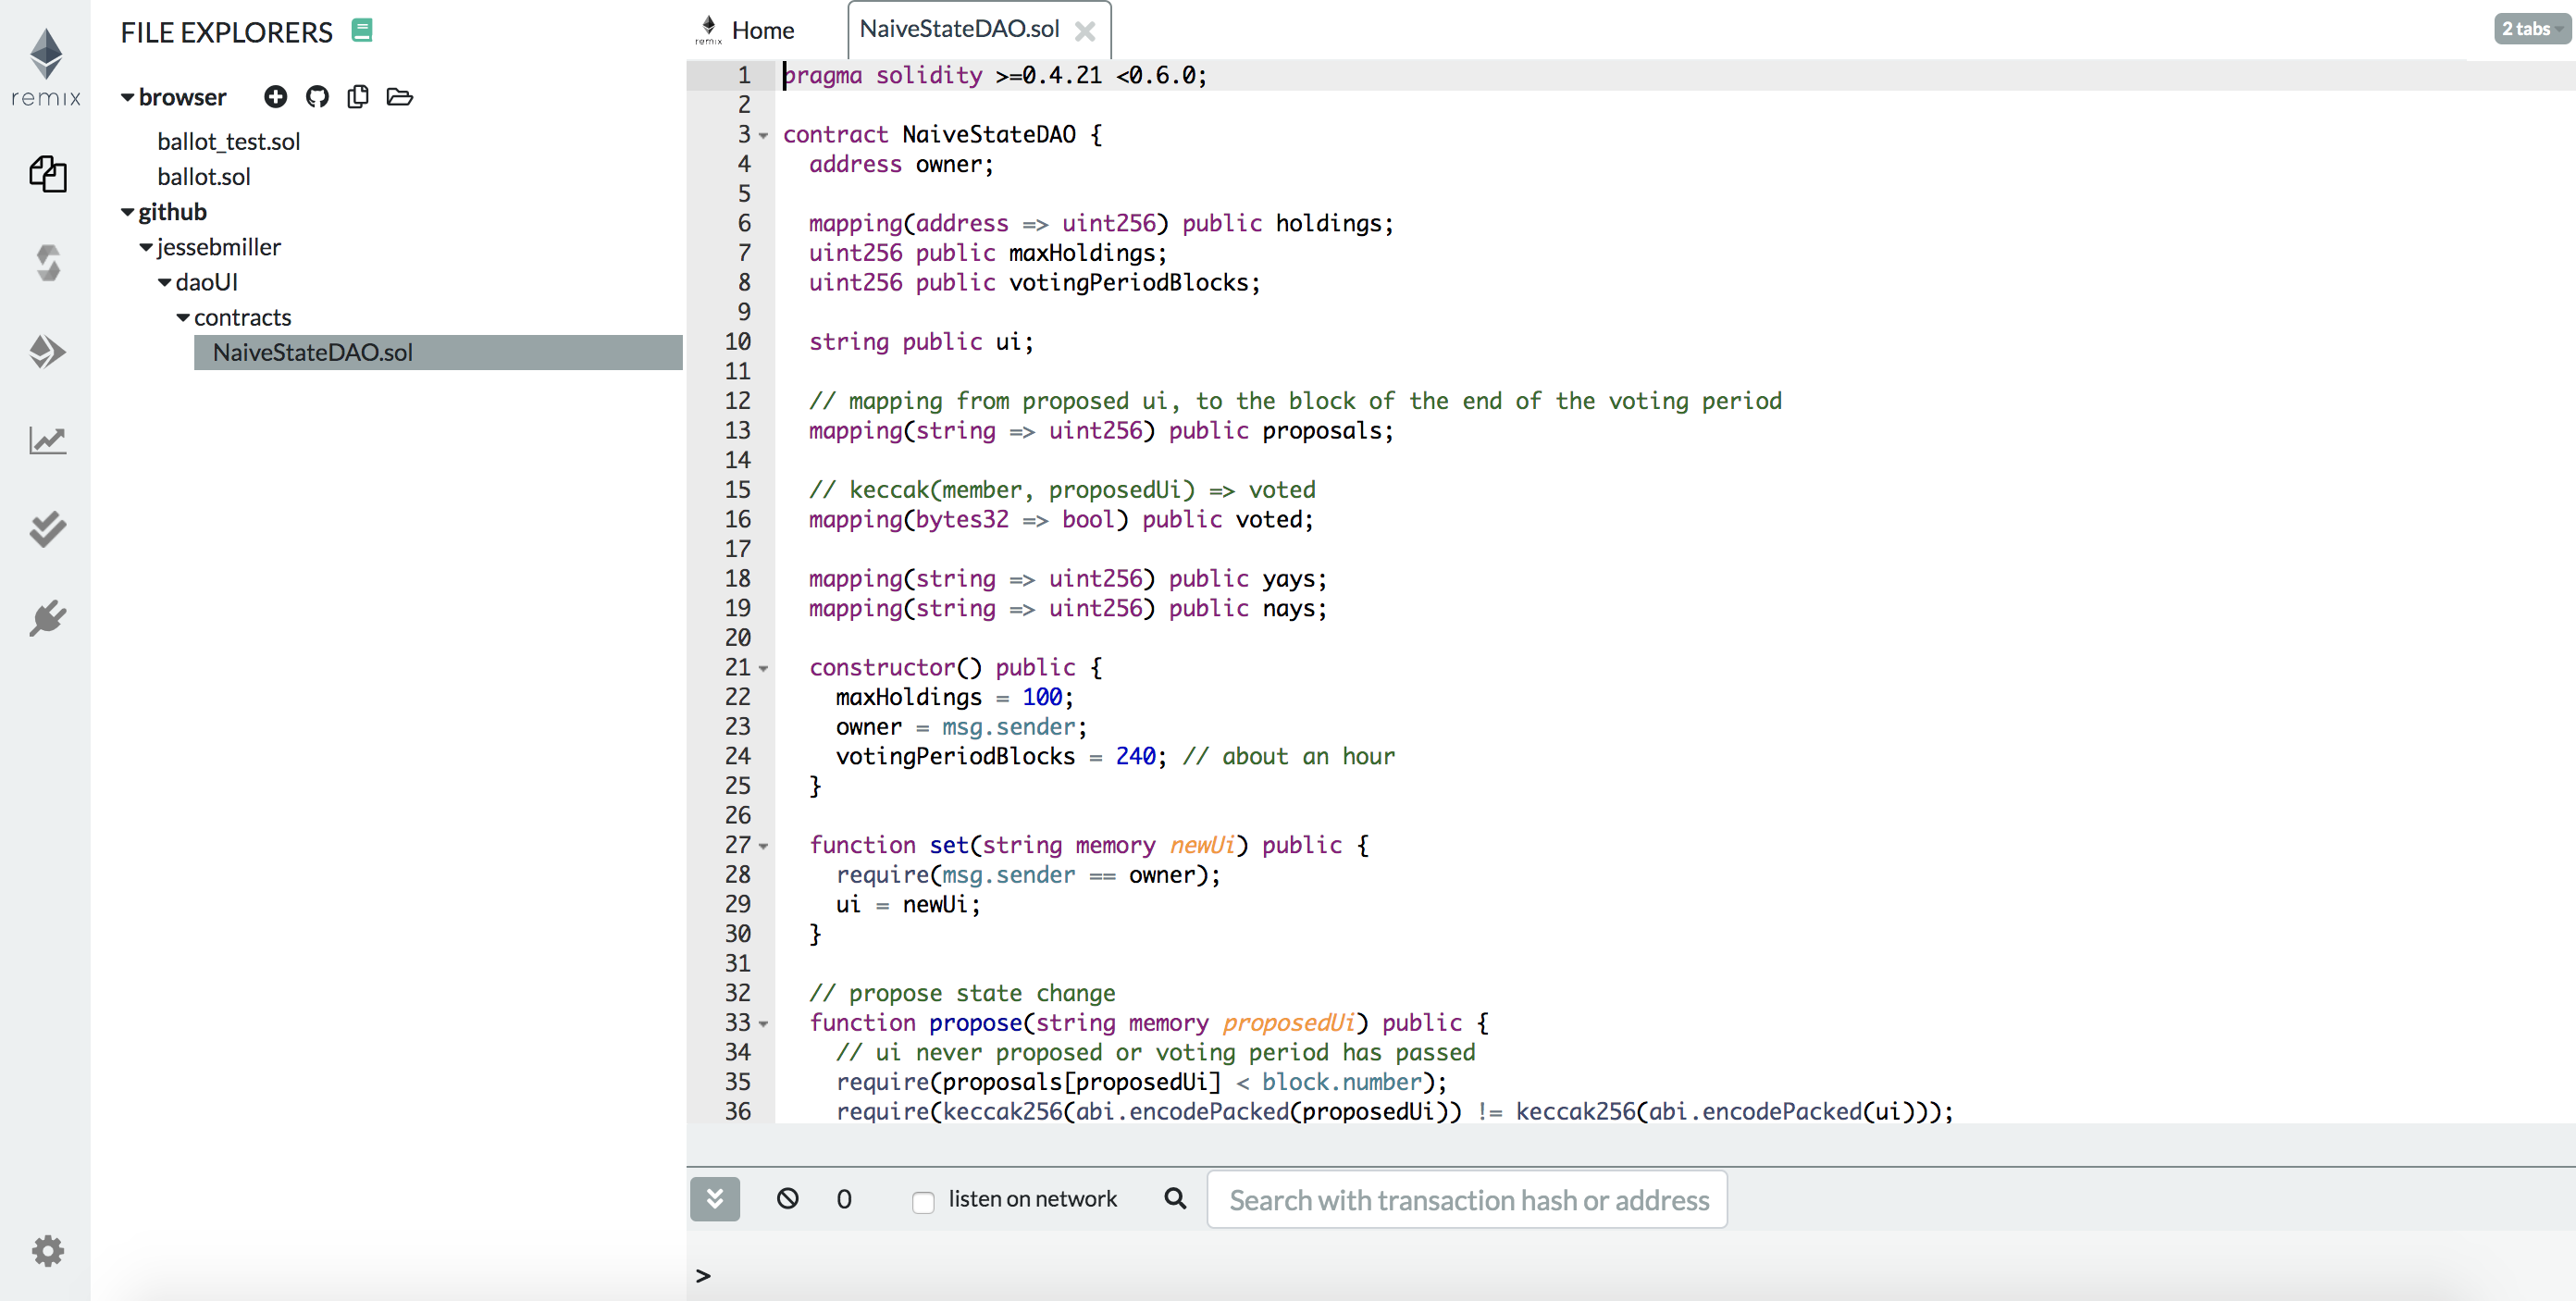 remix
FILE EXPLORERS
browser
ballot_test.sol
ballot.sol
github
jessebmiller
daoUI
contracts
NaiveStateDAO.sol
remix Home
NaiveStateDAO.sol
2 tabs
1 pragma solidity >=0.4.21 <0.6.0;
2
3 contract NaiveStateDAO {
4 address owner;
5
6 mapping(address => uint256) public holdings;
7 uint256 public maxHoldings;
8 uint256 public votingPeriodBlocks;
9
10 string public ui;
11
12 // mapping from proposed ui, to the block of the end of the voting period
13 mapping(string => uint256) public proposals;
14
15 // keccak(member, proposedUi) => voted
16 mapping(bytes32 => bool) public voted;
17
18 mapping(string => uint256) public yays;
19 mapping(string => uint256) public nays;
20
21 constructor() public {
22 maxHoldings = 100;
23 owner = msg.sender;
24 votingPeriodBlocks = 240; // about an hour
25 }
26
27 function set(string memory newUi) public {
28 require(msg.sender == owner);
29 ui = newUi;
30 }
31
32 // propose state change
33 function propose(string memory proposedUi) public {
34 // ui never proposed or voting period has passed
35 require(proposals[proposedUi] < block.number);
36 require(keccak256(abi.encodePacked(proposedUi)) != keccak256(abi.encodePacked(ui)));
0
listen on network
Search with transaction hash or address
>